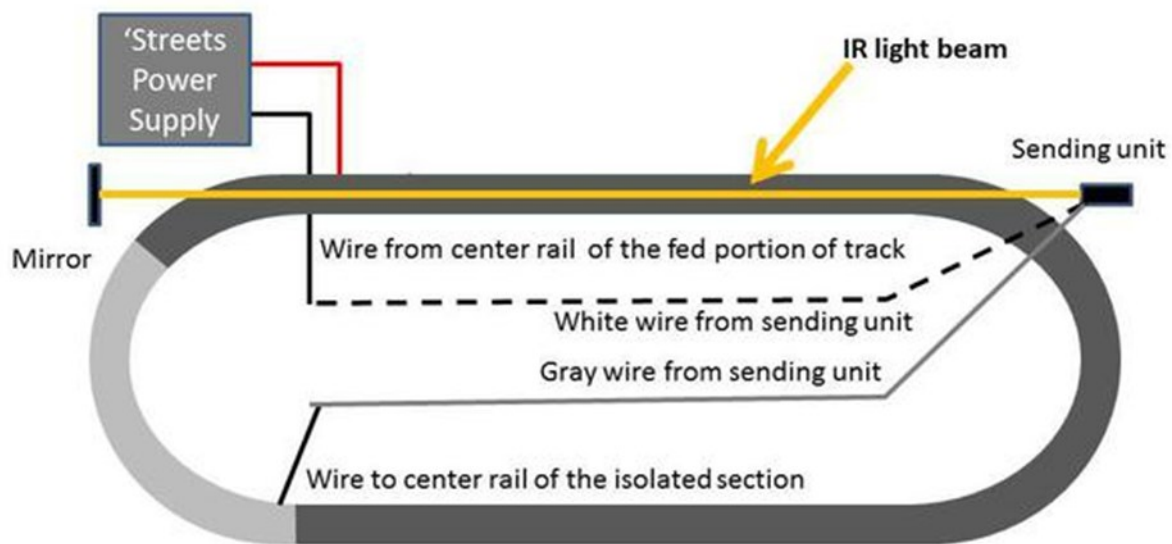 ‘Streets
Power
Supply
IR light beam
Sending unit
Mirror
Wire from center rail of the fed portion of track
White wire from sending unit
Gray wire from sending unit
Wire to center rail of the isolated section